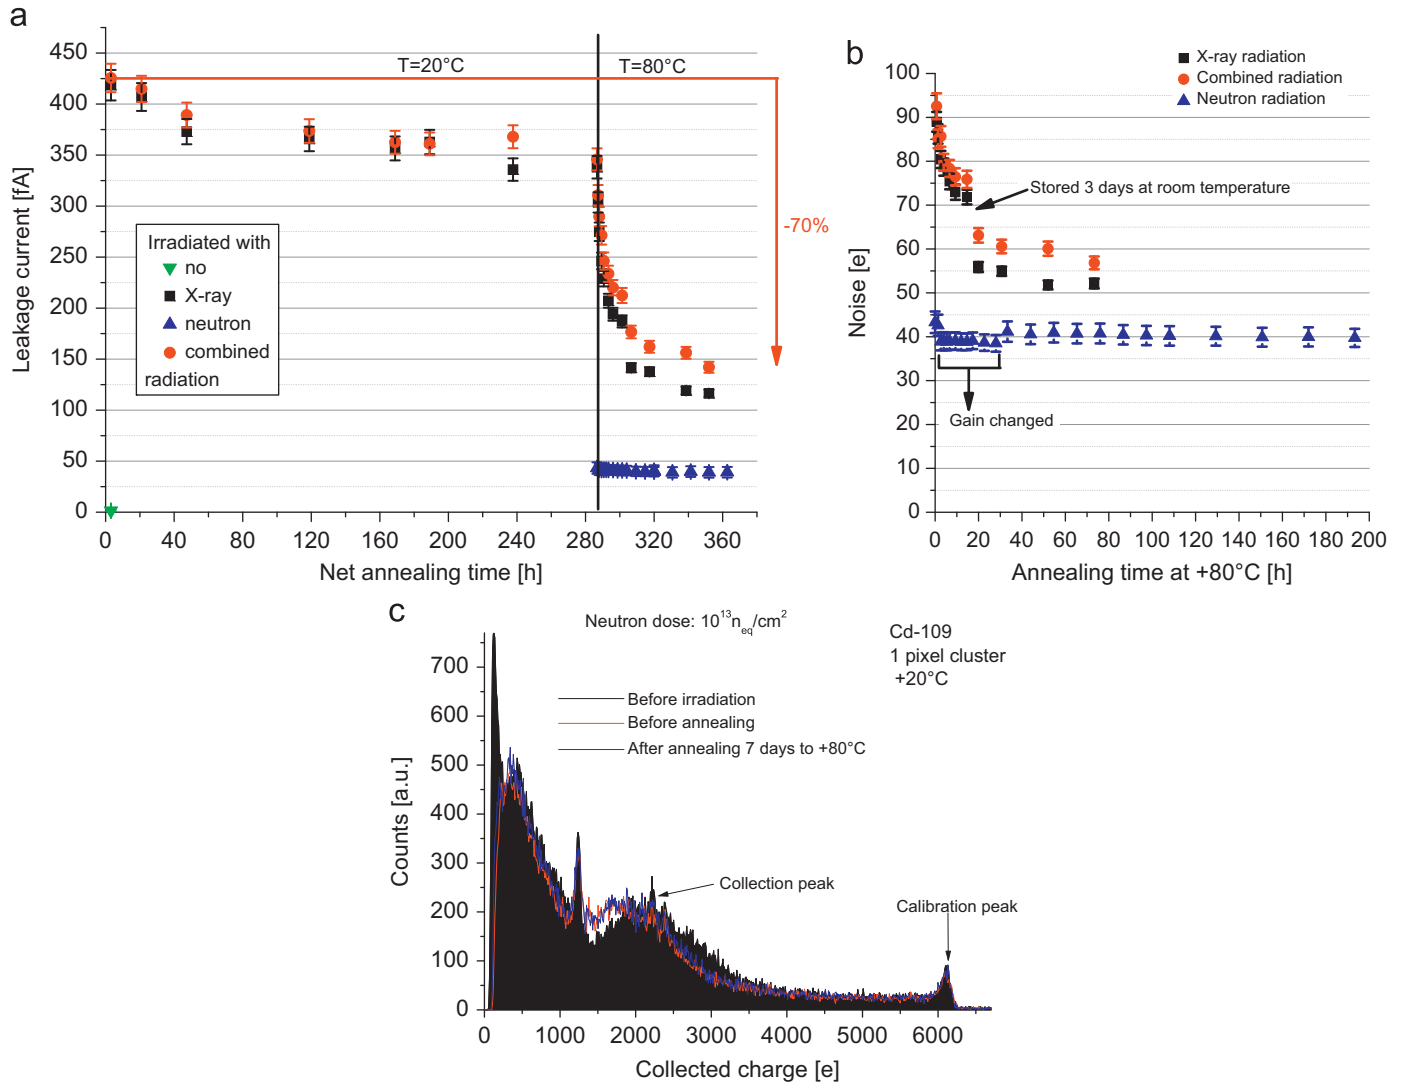 a
450
400
350
300
250
200
150
100
50
0
Leakage current [fA]
T=20°C
T=80°C
-70%
Irradiated with
no
X-ray
neutron
combined
radiation
0 40 80 120 160 200 240 280 320 360
Net annealing time [h]
b
X-ray radiation
Combined radiation
Neutron radiation
100
90
80
70
60
50
40
30
20
10
0
Noise [e]
Stored 3 days at room temperature
Gain changed
0 20 40 60 80 100 120 140 160 180 200
Annealing time at +80°C [h]
c
Neutron dose: 10¹³nₑq/cm²
Cd-109
1 pixel cluster
+20°C
Before irradiation
Before annealing
After annealing 7 days to +80°C
700
600
500
400
300
200
100
0
Counts [a.u.]
Collection peak
Calibration peak
0 1000 2000 3000 4000 5000 6000
Collected charge [e]